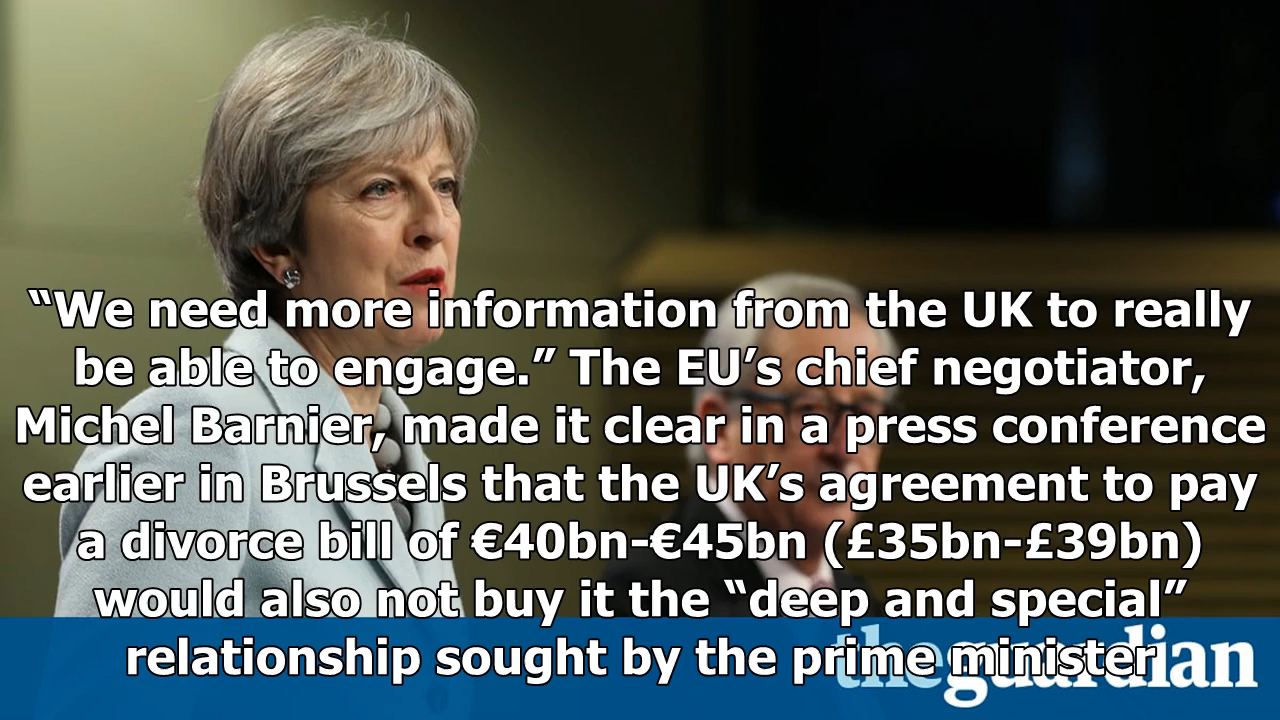 “We need more information from the UK to really
be able to engage.” The EU’s chief negotiator,
Michel Barnier, made it clear in a press conference
earlier in Brussels that the UK’s agreement to pay
a divorce bill of €40bn-€45bn (£35bn-£39bn)
would also not buy it the “deep and special”
relationship sought by the prime minister
theguardian